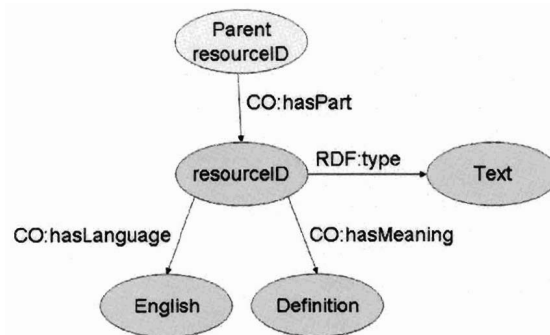 Parent
resourceID
CO:hasPart
RDF:type
resourceID
Text
CO:hasLanguage
CO:hasMeaning
English
Definition